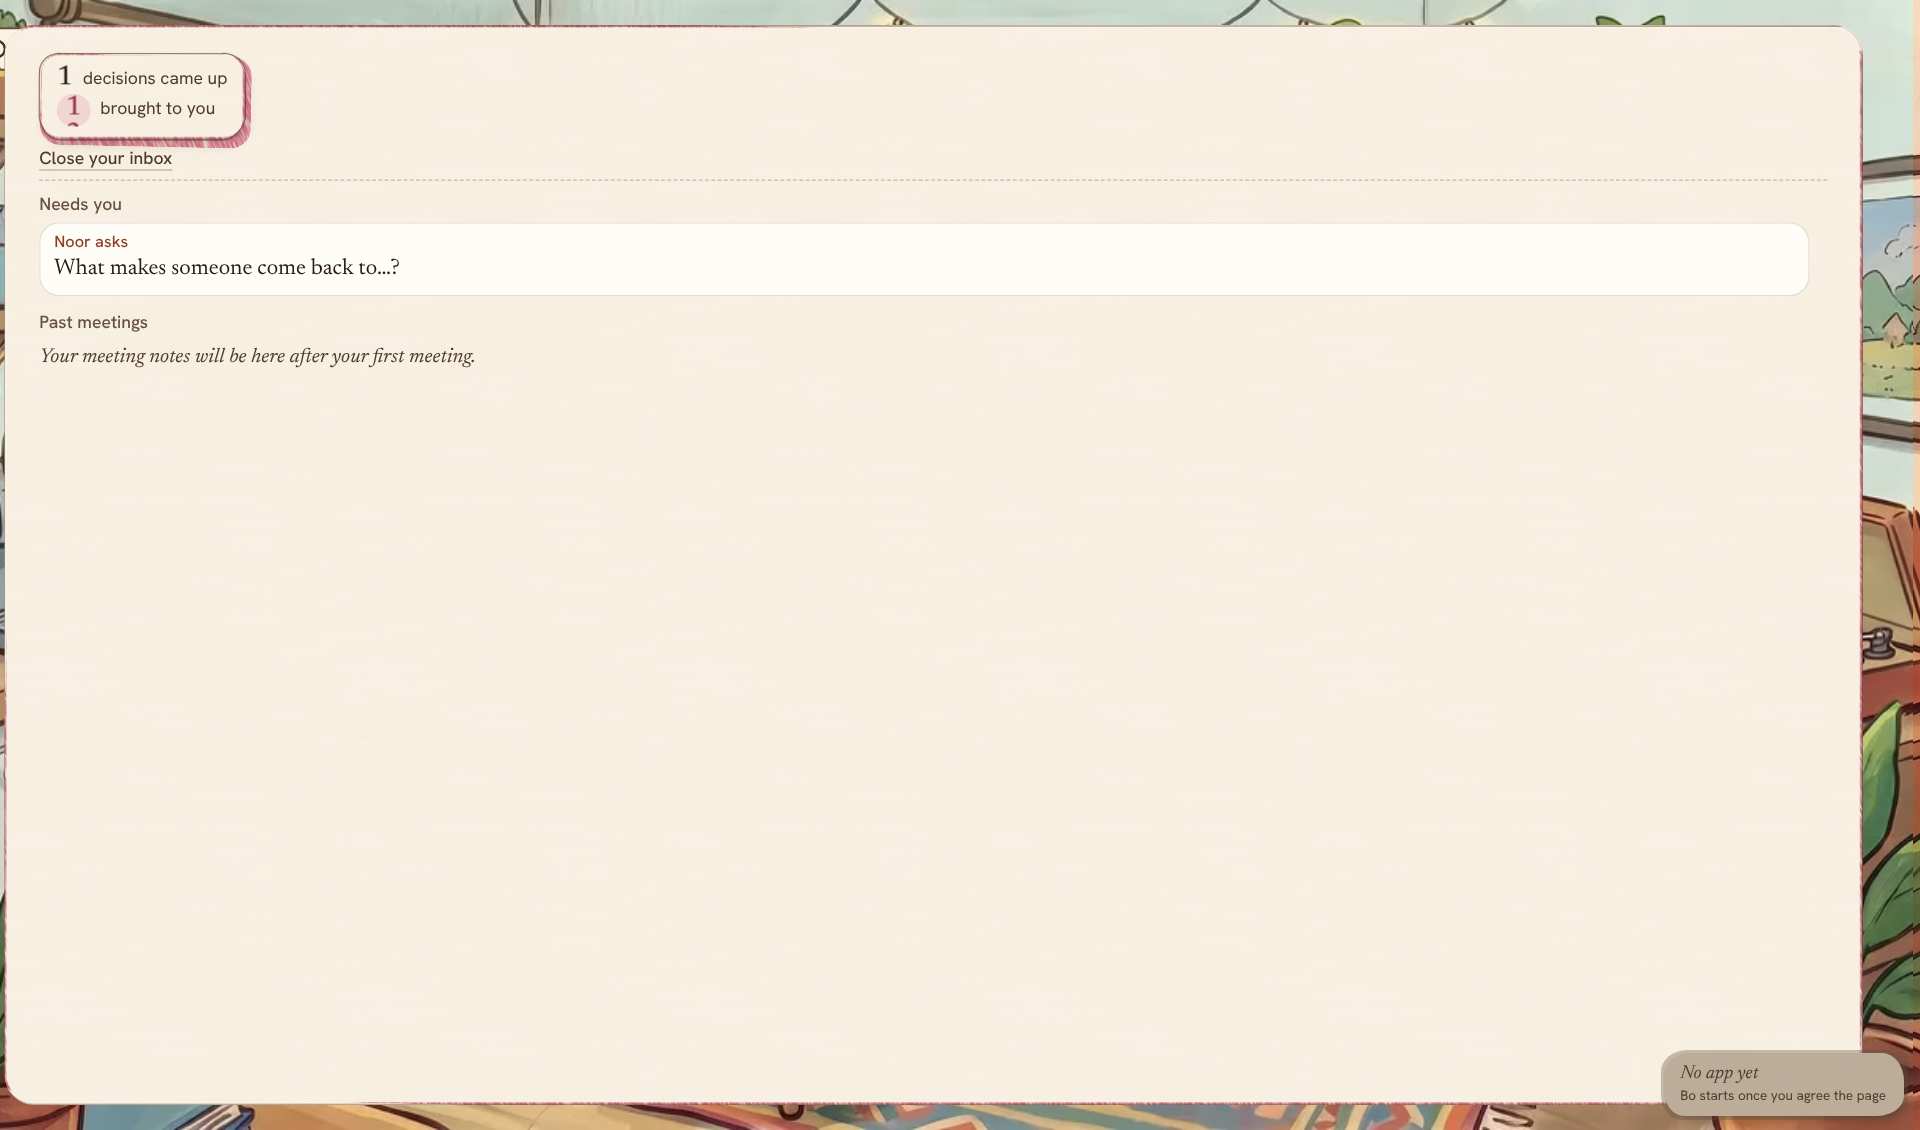 1 decisions came up
1 brought to you
Close your inbox
Needs you
Noor asks
What makes someone come back to...?
Past meetings
Your meeting notes will be here after your first meeting.
No app yet
Bo starts once you agree the page